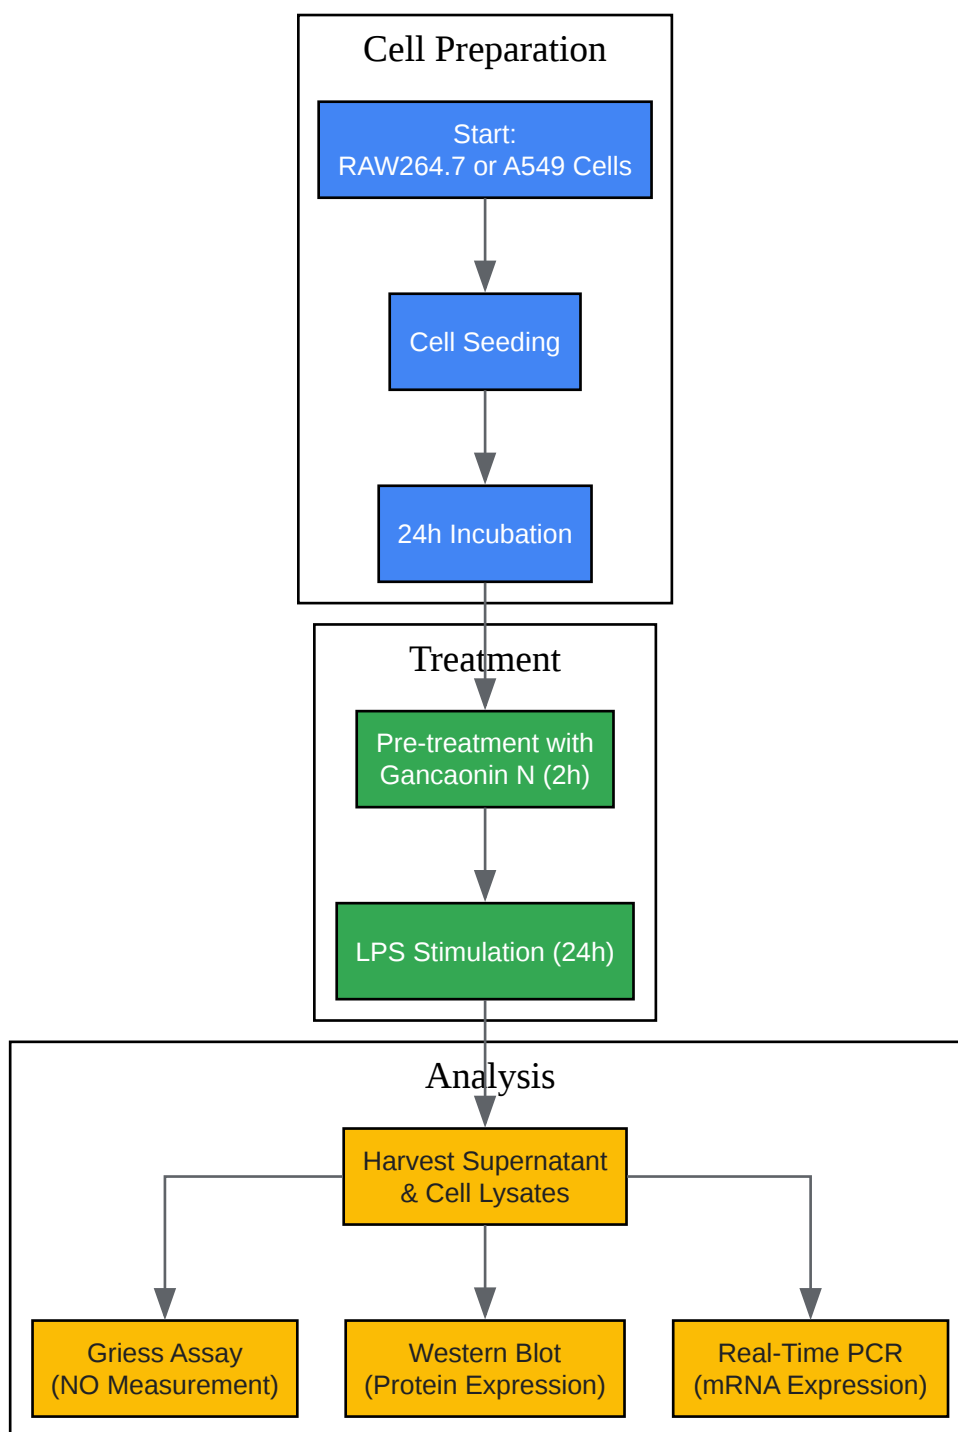 Cell Preparation
Start:
RAW264.7 or A549 Cells
Cell Seeding
24h Incubation
Treatment
Pre-treatment with
Gancaonin N (2h)
LPS Stimulation (24h)
Analysis
Harvest Supernatant
& Cell Lysates
Griess Assay
(NO Measurement)
Western Blot
(Protein Expression)
Real-Time PCR
(mRNA Expression)